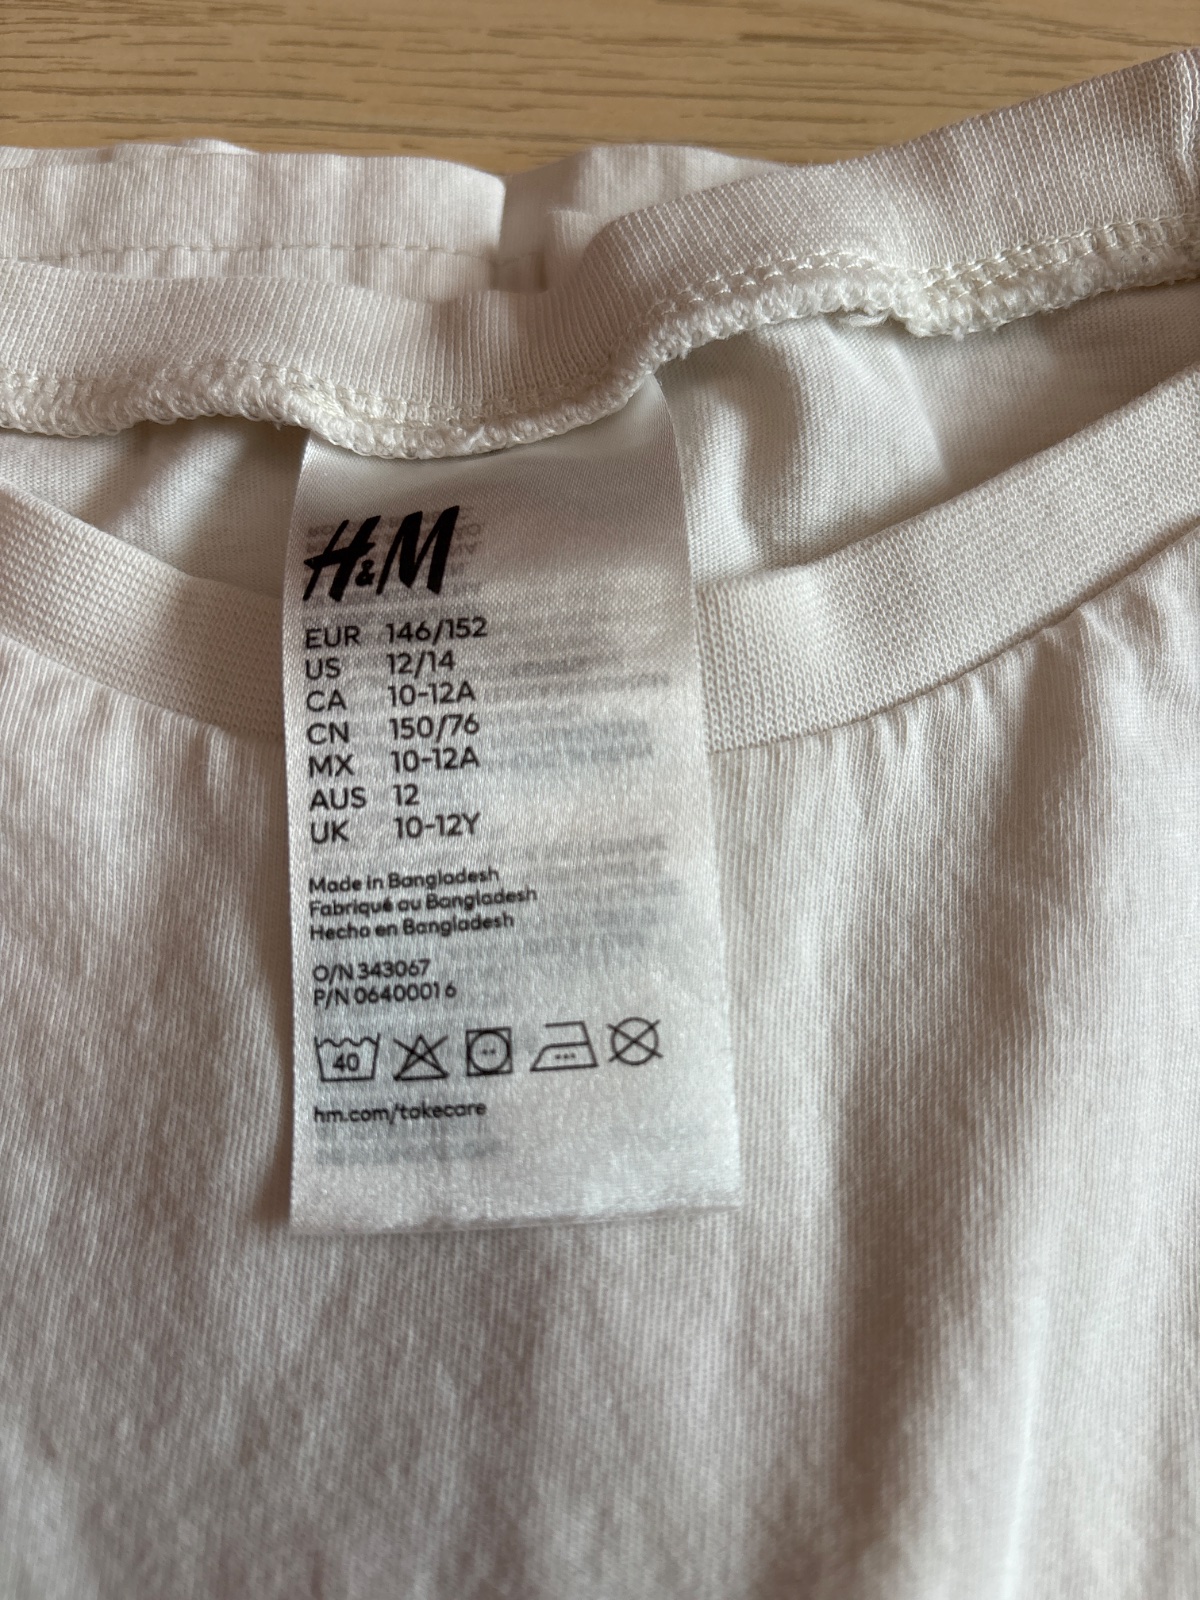 H&M
EUR 146/152
US 12/14
CA 10-12A
CN 150/76
MX 10-12A
AUS 12
UK 10-12Y
Made in Bangladesh
Fabriqué au Bangladesh
Hecho en Bangladesh
O/N 343067
P/N 06400016
40
hm.com/takecare